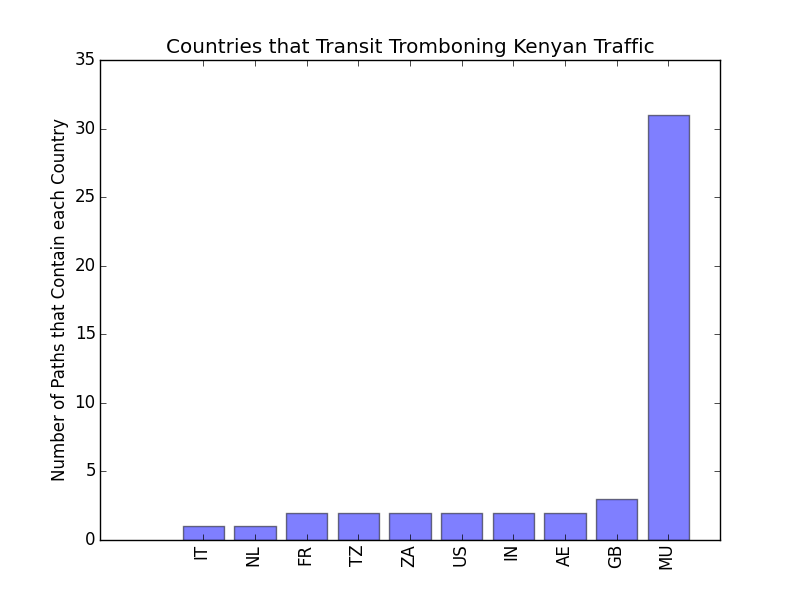 Countries that Transit Tromboning Kenyan Traffic
Number of Paths that Contain each Country
35
30
25
20
15
10
5
0
IT
NL
FR
TZ
ZA
US
IN
AE
GB
MU